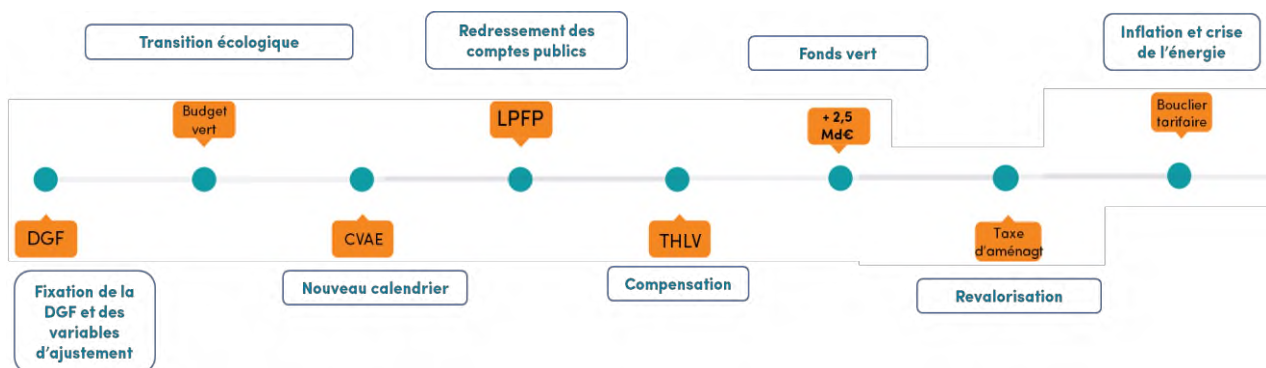 Transition écologique
Redressement des
comptes publics
Fonds vert
Inflation et crise
de l’énergie
Budget
vert
LPFP
+ 2,5
Md€
Bouclier
tarifaire
DGF
CVAE
THLV
Taxe
d’aménagt
Fixation de la
DGF et des
variables
d’ajustement
Nouveau calendrier
Compensation
Revalorisation